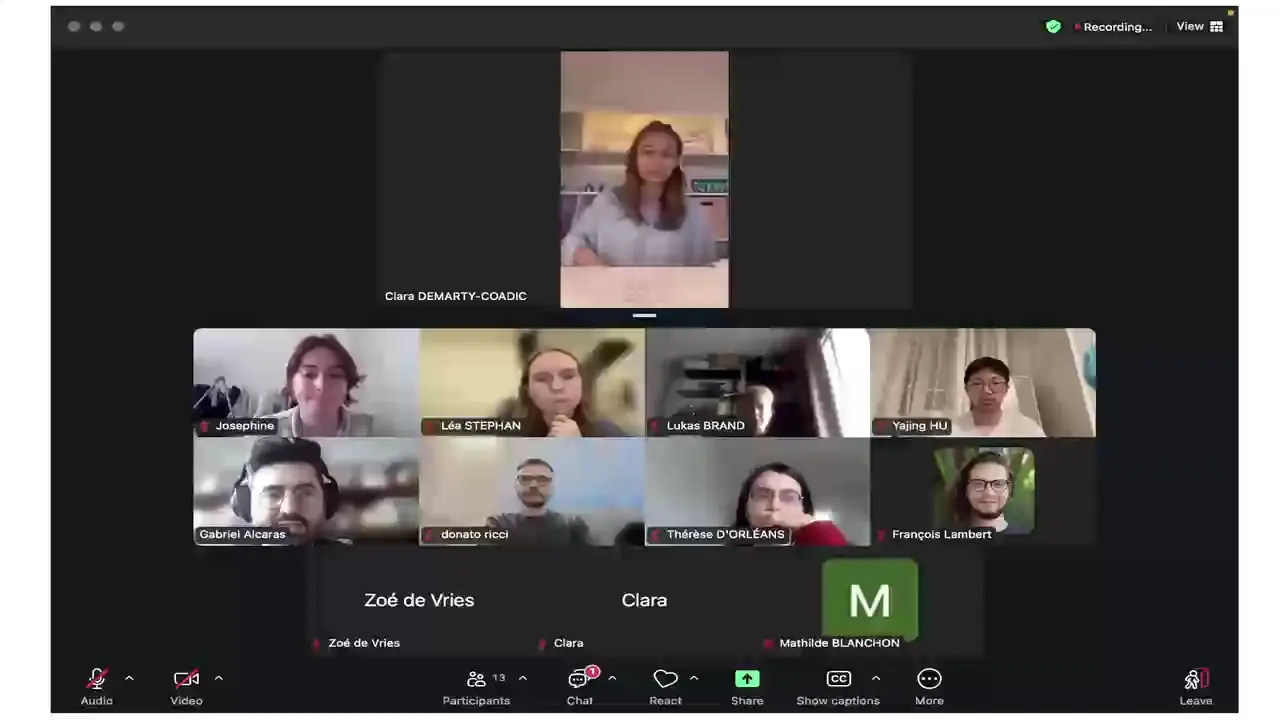 Recording...
View
Clara DEMARTY-COADIC
Josephine
Léa STEPHAN
Lukas BRAND
Yajing HU
Gabriel Alcaras
donato ricci
Thérèse D'ORLÉANS
François Lambert
Zoé de Vries
Clara
M
Zoé de Vries
Clara
Mathilde BLANCHON
13
1
CC
Audio
Video
Participants
Chat
React
Share
Show captions
More
Leave